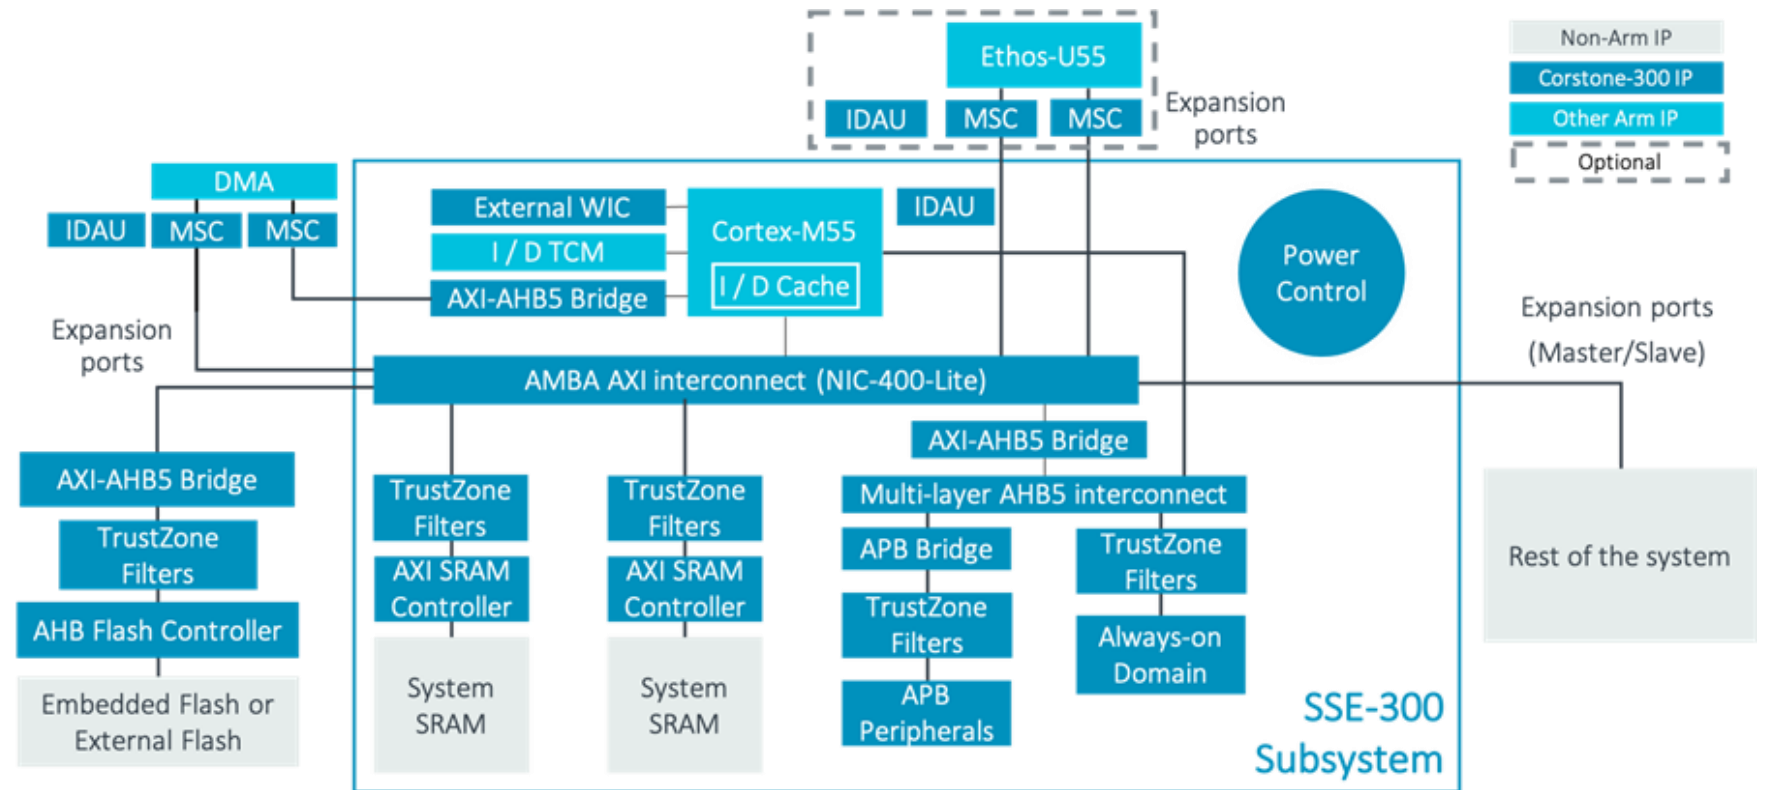 Ethos-U55
IDAU
MSC
MSC
Expansion
ports
Non-Arm IP
Corstone-300 IP
Other Arm IP
Optional
DMA
IDAU
MSC
MSC
Expansion
ports
External WIC
I / D TCM
AXI-AHB5 Bridge
Cortex-M55
I / D Cache
IDAU
Power
Control
Expansion ports
(Master/Slave)
AMBA AXI interconnect (NIC-400-Lite)
AXI-AHB5 Bridge
TrustZone
Filters
AHB Flash Controller
Embedded Flash or
External Flash
TrustZone
Filters
AXI SRAM
Controller
System
SRAM
TrustZone
Filters
AXI SRAM
Controller
System
SRAM
AXI-AHB5 Bridge
Multi-layer AHB5 interconnect
APB Bridge
TrustZone
Filters
APB
Peripherals
TrustZone
Filters
Always-on
Domain
Rest of the system
SSE-300
Subsystem